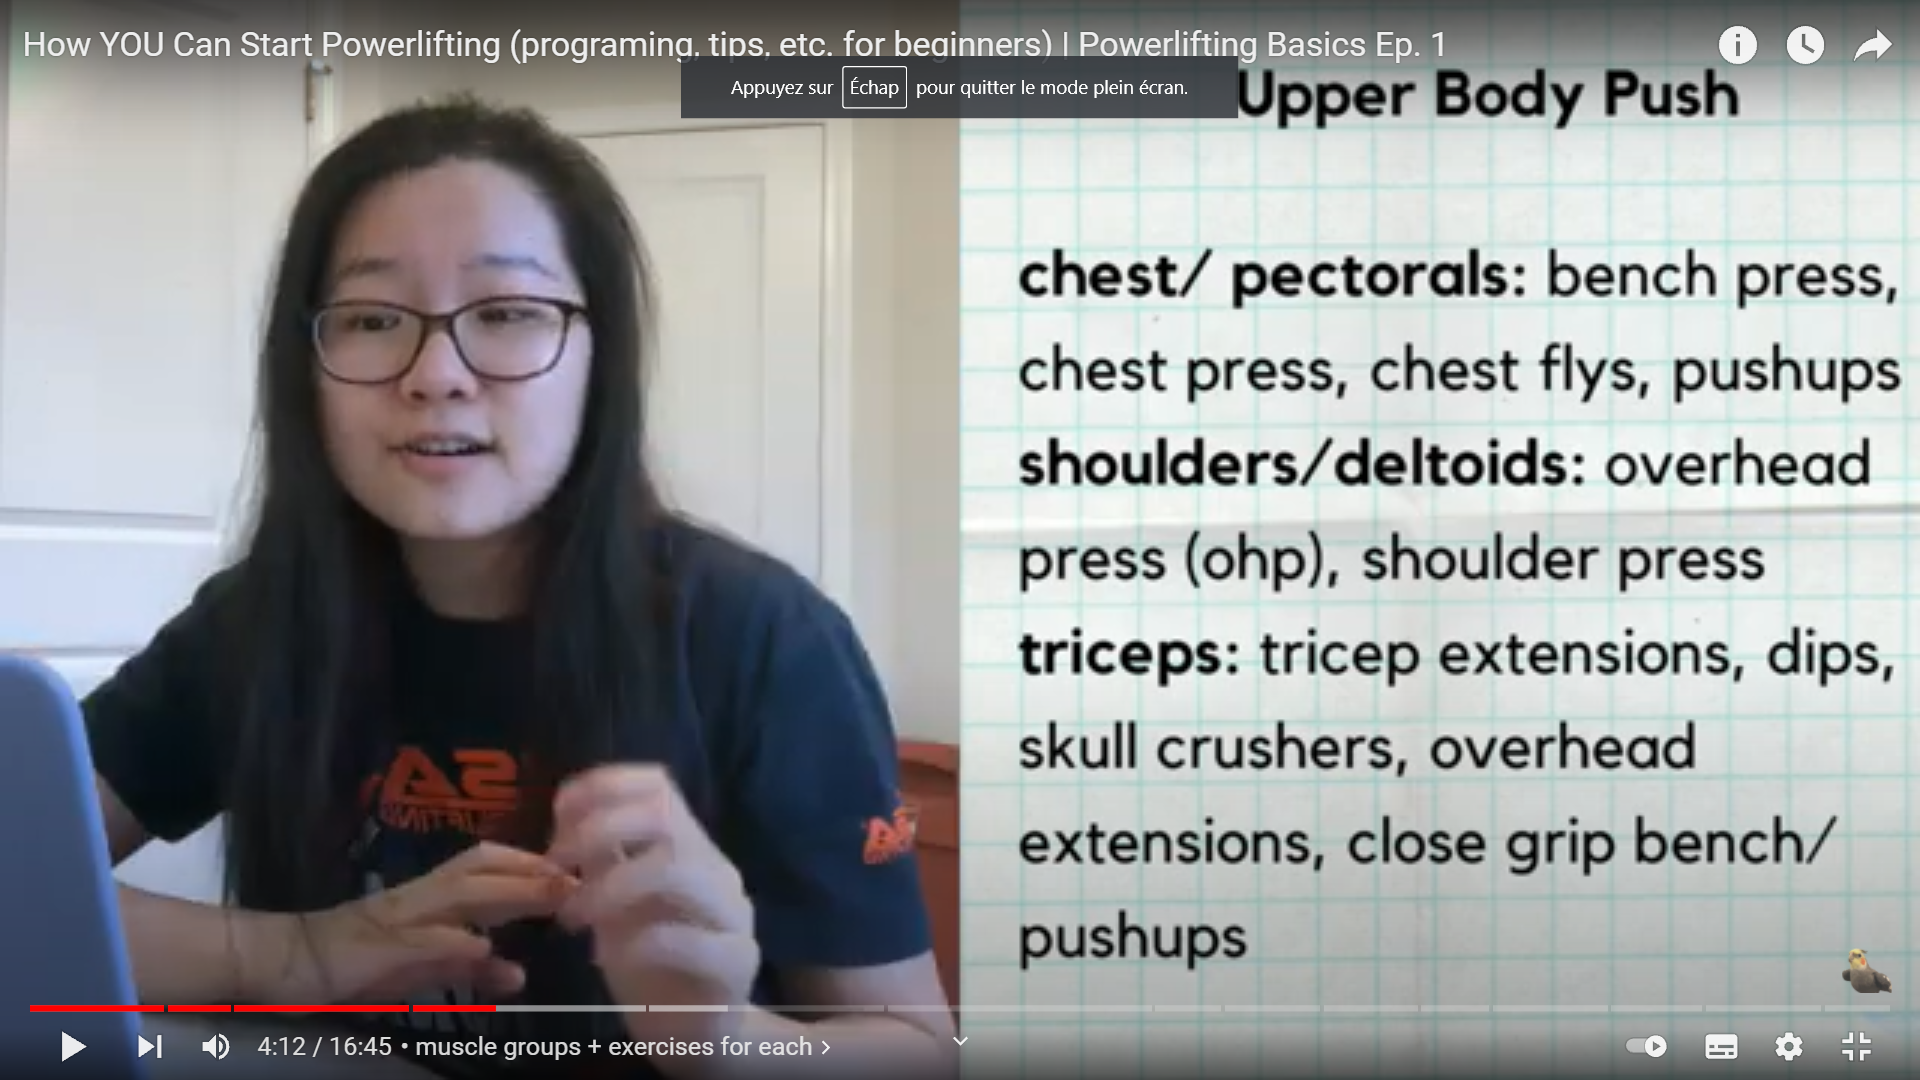 How YOU Can Start Powerlifting (programing, tips, etc. for beginners) | Powerlifting Basics Ep. 1
Appuyez sur Échap pour quitter le mode plein écran.
Upper Body Push
chest/ pectorals: bench press,
chest press, chest flys, pushups
shoulders/deltoids: overhead
press (ohp), shoulder press
triceps: tricep extensions, dips,
skull crushers, overhead
extensions, close grip bench/
pushups
4:12 / 16:45 • muscle groups + exercises for each